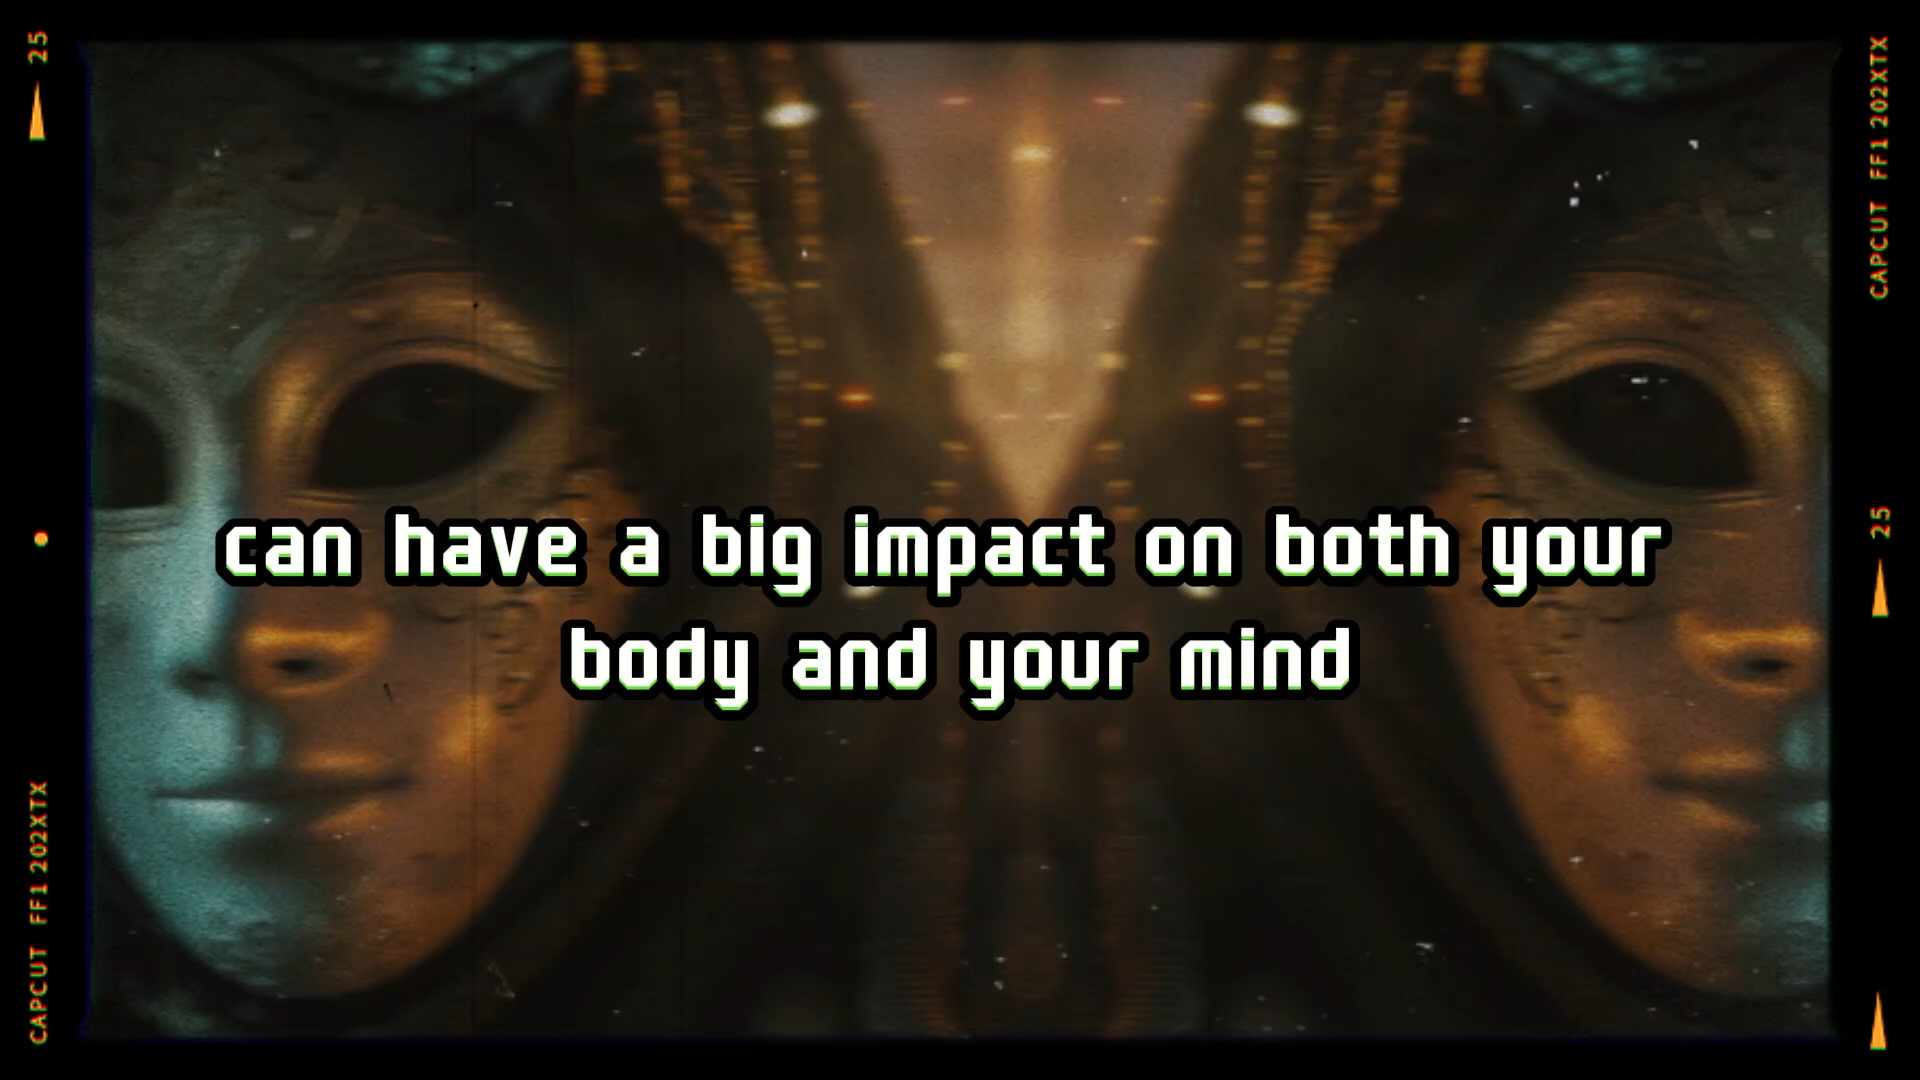 25
CAPCUT FF1 202XTX
can have a big impact on both your
body and your mind
25
CAPCUT FF1 202XTX